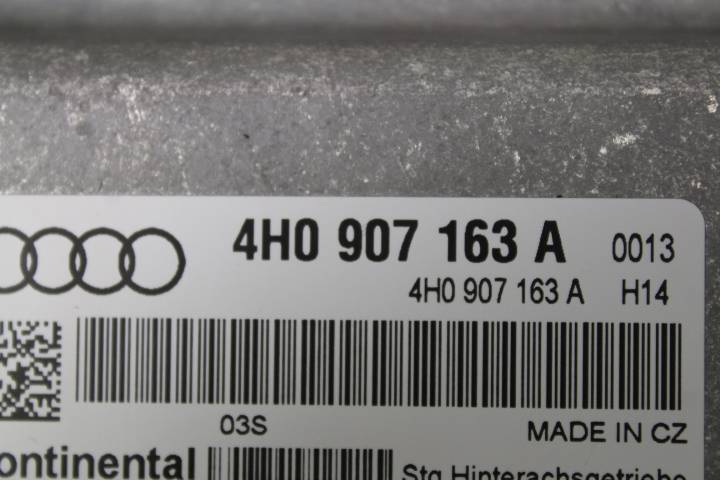 4H0 907 163 A 0013
4H0 907 163 A H14
03S
MADE IN CZ
ontinental
Stg Hinterachsgetriebe